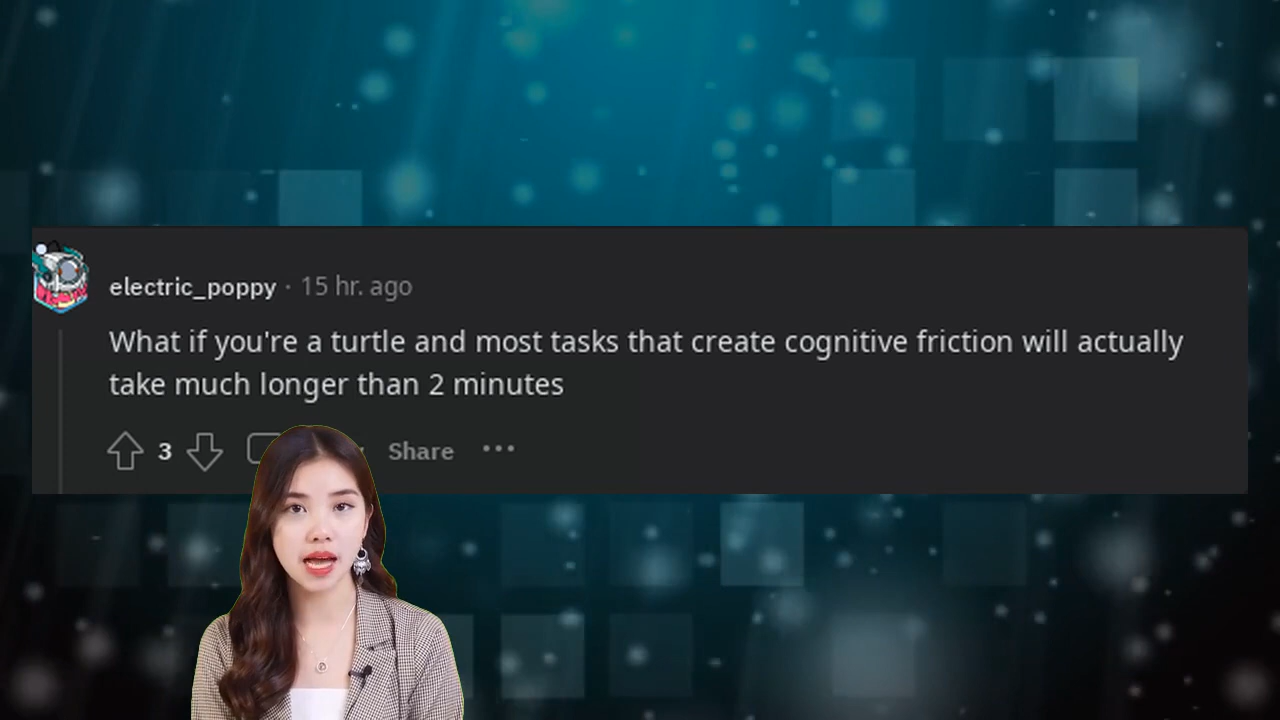 electric_poppy · 15 hr. ago
What if you're a turtle and most tasks that create cognitive friction will actually
take much longer than 2 minutes
3 Share •••